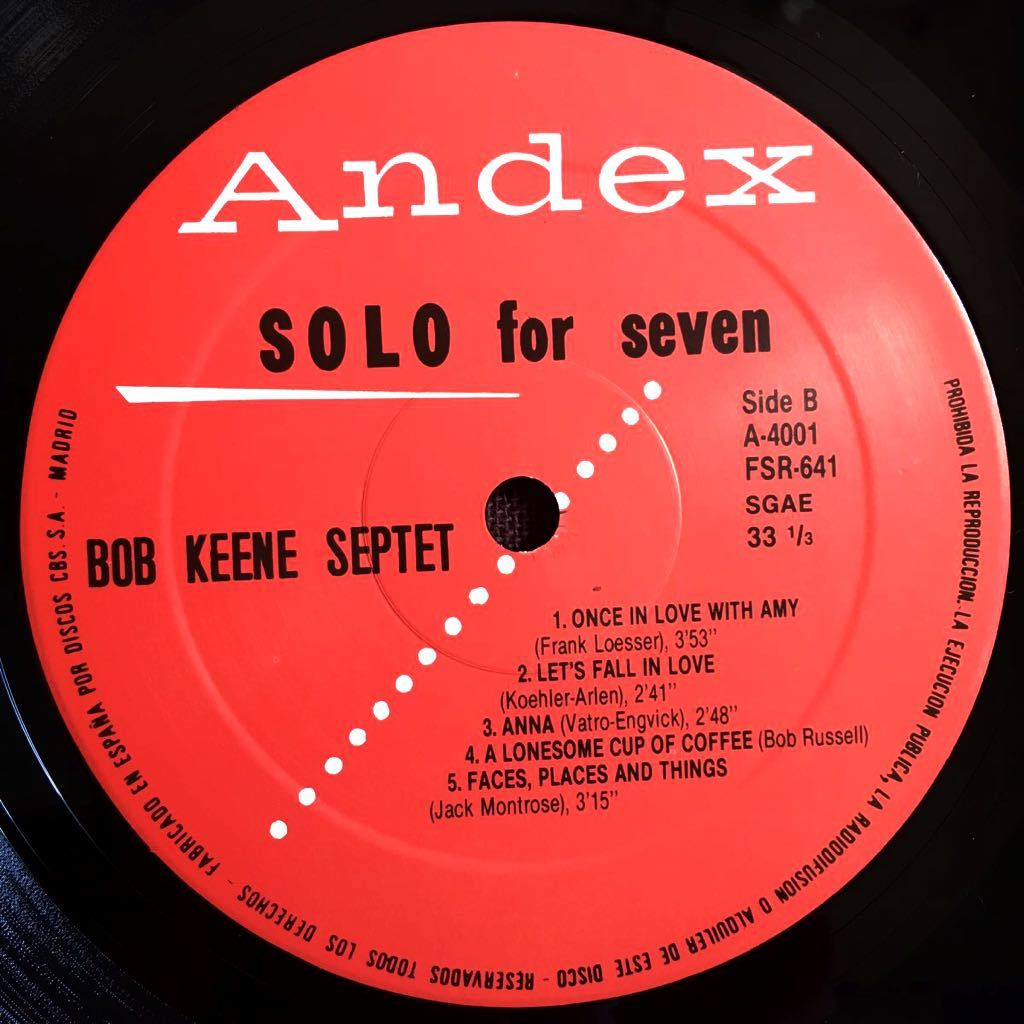 Andex
SOLO for seven
Side B
A-4001
FSR-641
SGAE
33 1/3
BOB KEENE SEPTET
1. ONCE IN LOVE WITH AMY
(Frank Loesser), 3'53"
2. LET'S FALL IN LOVE
(Koehler-Arlen), 2'41"
3. ANNA (Vatro-Engvick), 2'48"
4. A LONESOME CUP OF COFFEE (Bob Russell)
5. FACES, PLACES AND THINGS
(Jack Montrose), 3'15"
PROHIBIDA LA REPRODUCCION. LA EJECUCION PUBLICA, LA RADIODIFUSION O ALQUILER DE ESTE DISCO - RESERVADOS TODOS LOS DERECHOS - FABRICADO EN ESPAÑA POR DISCOS CBS. S.A. - MADRID